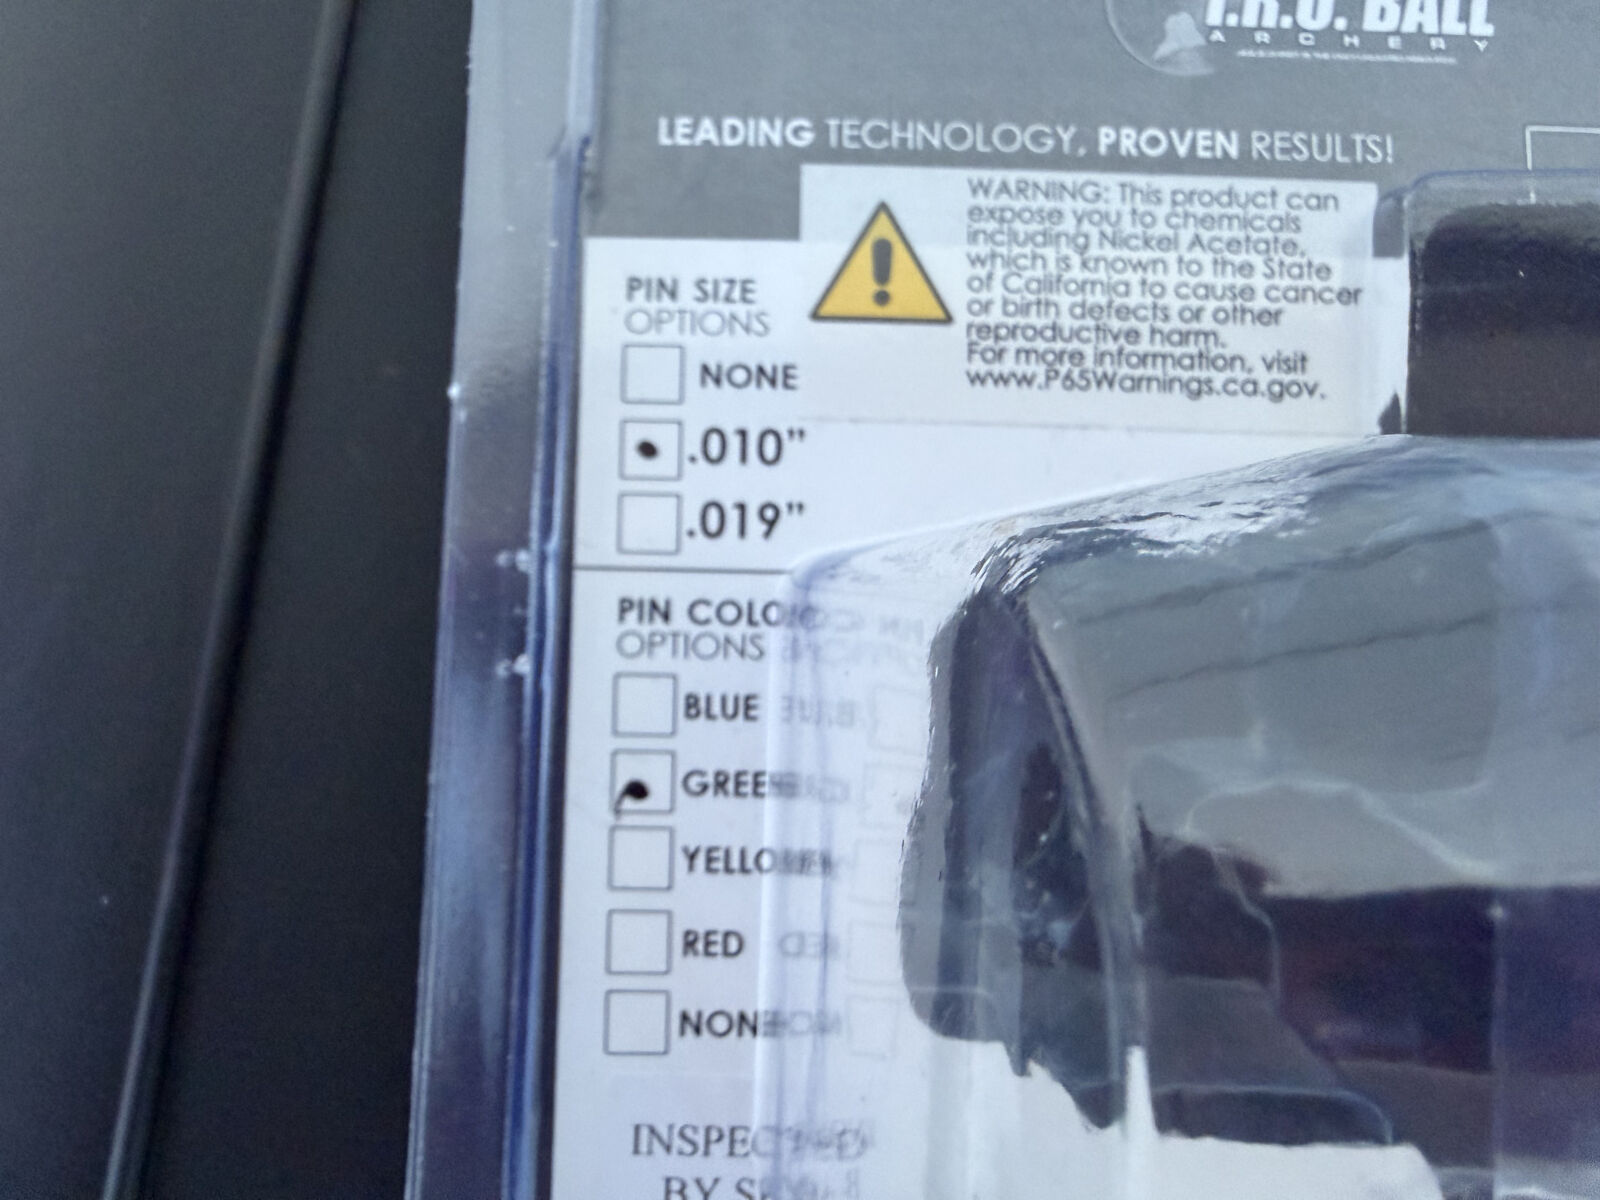 T.R.U. BALL
ARCHERY
LEADING TECHNOLOGY, PROVEN RESULTS!
WARNING: This product can
expose you to chemicals
including Nickel Acetate,
which is known to the State
of California to cause cancer
or birth defects or other
reproductive harm.
For more information, visit
www.P65Warnings.ca.gov.
PIN SIZE
OPTIONS
NONE
.010”
.019”
PIN COLO
OPTIONS
BLUE
GREE
YELLO
RED
NONE
INSPECTED
BY